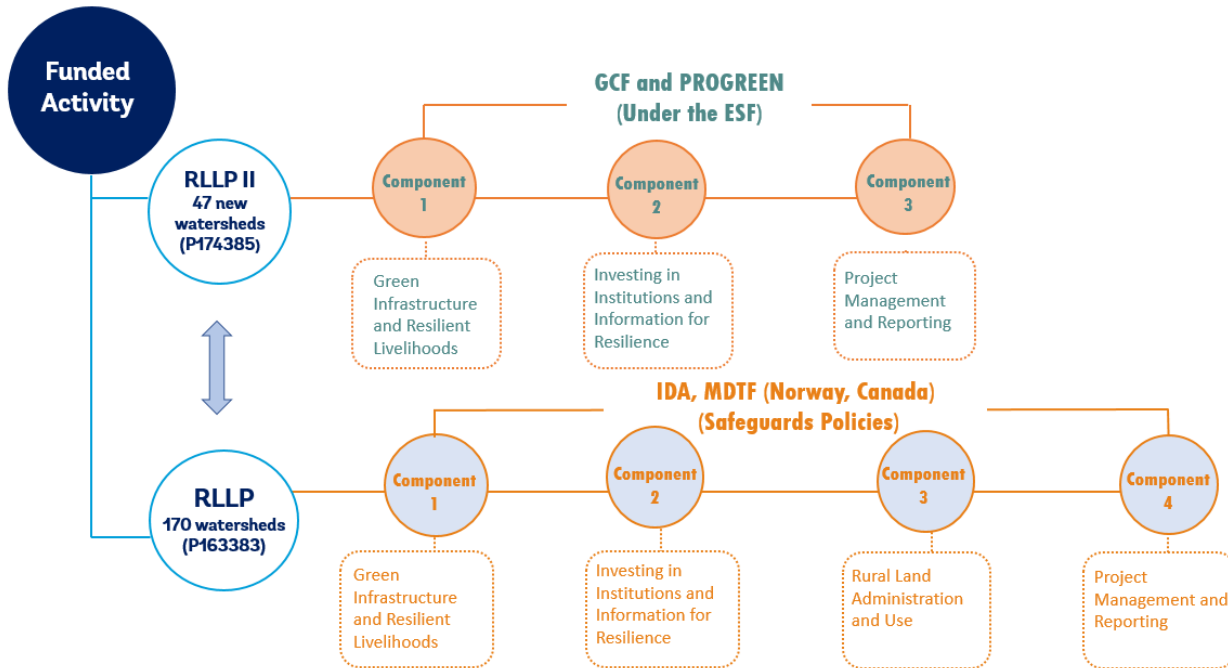 Funded
Activity
GCF and PROGREEN
(Under the ESF)
RLLP II
47 new
watersheds
(P174385)
Component
1
Component
2
Component
3
Green
Infrastructure
and Resilient
Livelihoods
Investing in
Institutions and
Information for
Resilience
Project
Management
and Reporting
IDA, MDTF (Norway, Canada)
(Safeguards Policies)
RLLP
170 watersheds
(P163383)
Component
1
Component
2
Component
3
Component
4
Green
Infrastructure
and Resilient
Livelihoods
Investing in
Institutions and
Information for
Resilience
Rural Land
Administration
and Use
Project
Management and
Reporting